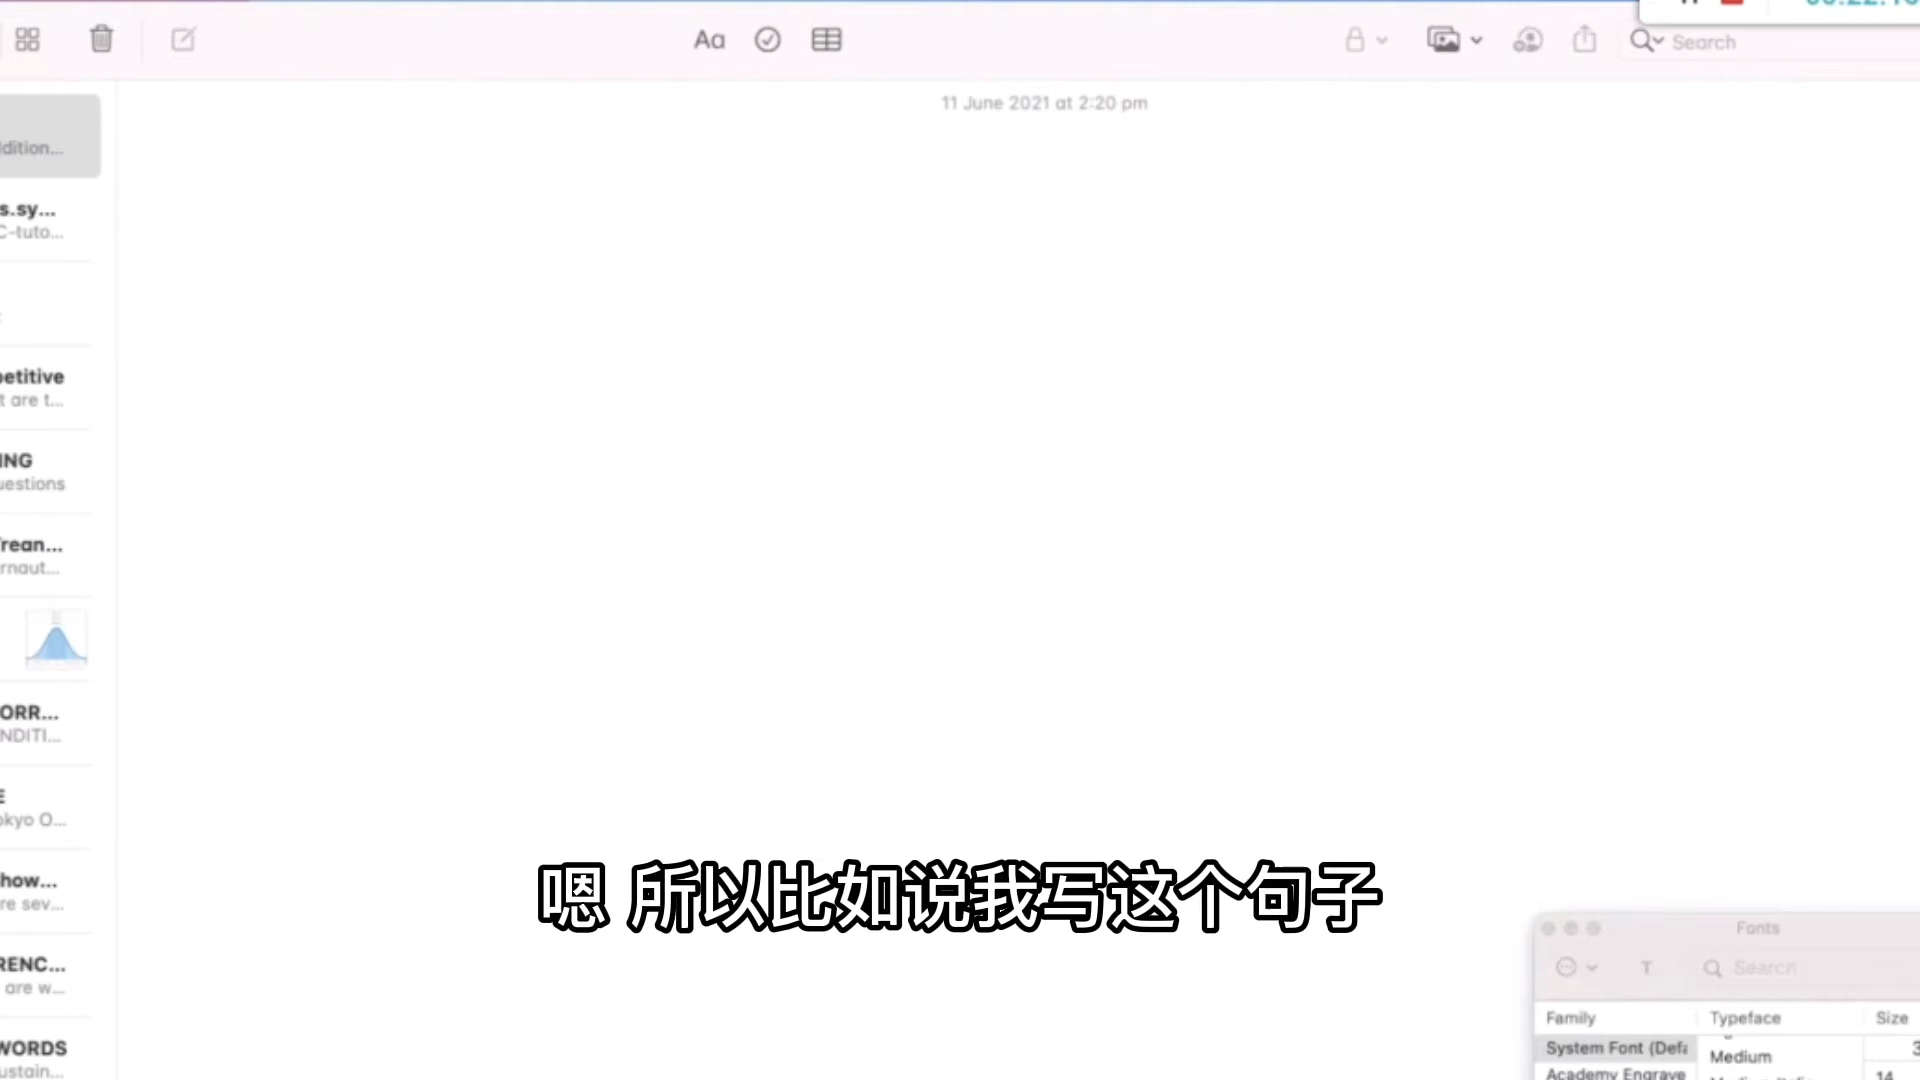 Aa
Search
11 June 2021 at 2:20 pm
dition...
s.sy...
C-tuto...
petitive
t are t...
ING
uestions
rean...
rnaut...
ORR...
NDITI...
E
okyo O...
how...
re sev...
RENC...
are w...
WORDS
ustain...
嗯 所以比如说我写这个句子
Fonts
T
Search
Family Typeface Size
System Font (Defa
Medium
Academy Engrave
14